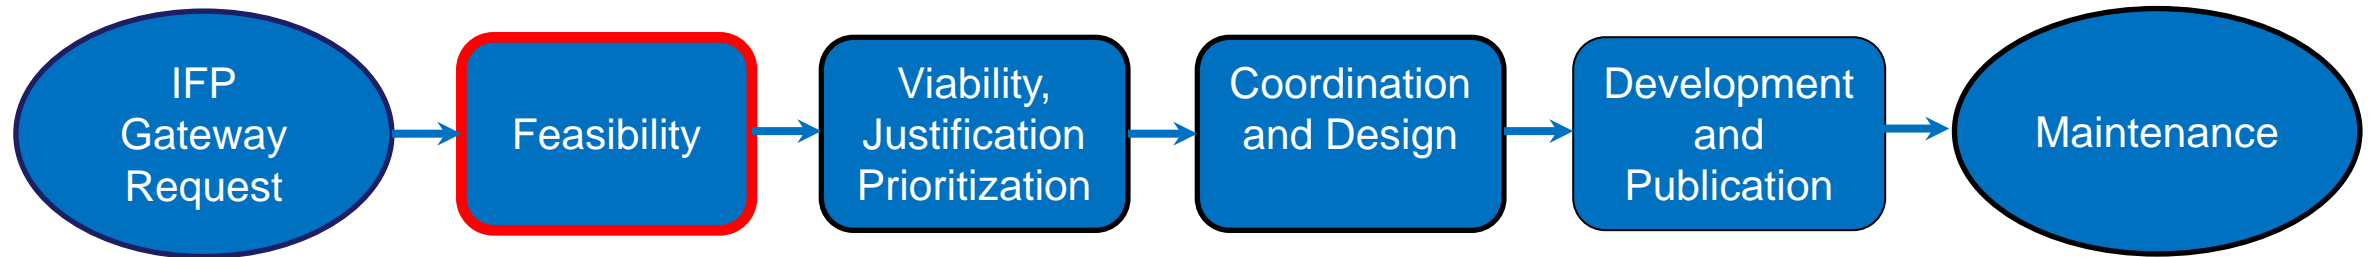 IFP
Gateway
Request
Feasibility
Viability,
Justification
Prioritization
Coordination
and Design
Development
and
Publication
Maintenance